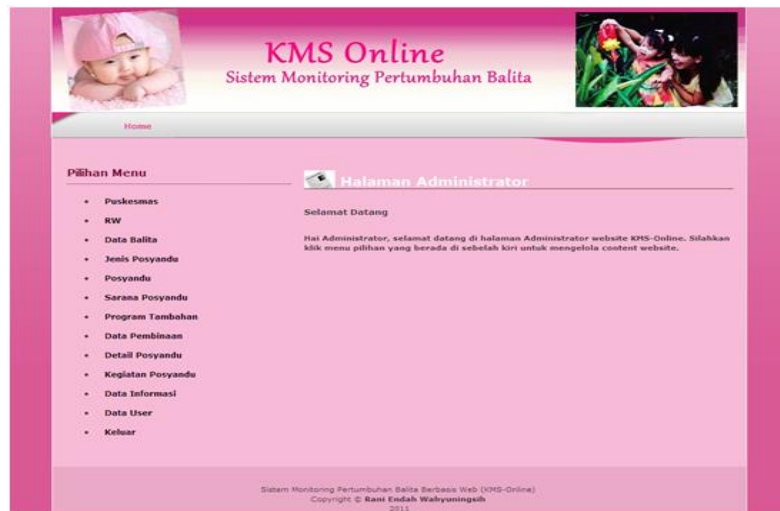 KMS Online
Sistem Monitoring Pertumbuhan Balita
Home
Pilihan Menu
Puskesmas
RW
Data Balita
Jenis Posyandu
Posyandu
Sarana Posyandu
Program Tambahan
Data Pembinaan
Detail Posyandu
Kegiatan Posyandu
Data Informasi
Data User
Keluar
Halaman Administrator
Selamat Datang
Hai Administrator, selamat datang di halaman Administrator website KMS-Online. Silahkan
klik menu pilihan yang berada di sebelah kiri untuk mengelola content website.
Sistem Monitoring Pertumbuhan Balita Berbasis Web (KMS-Online)
Copyright © Rani Endah Wahyuningsih
2011